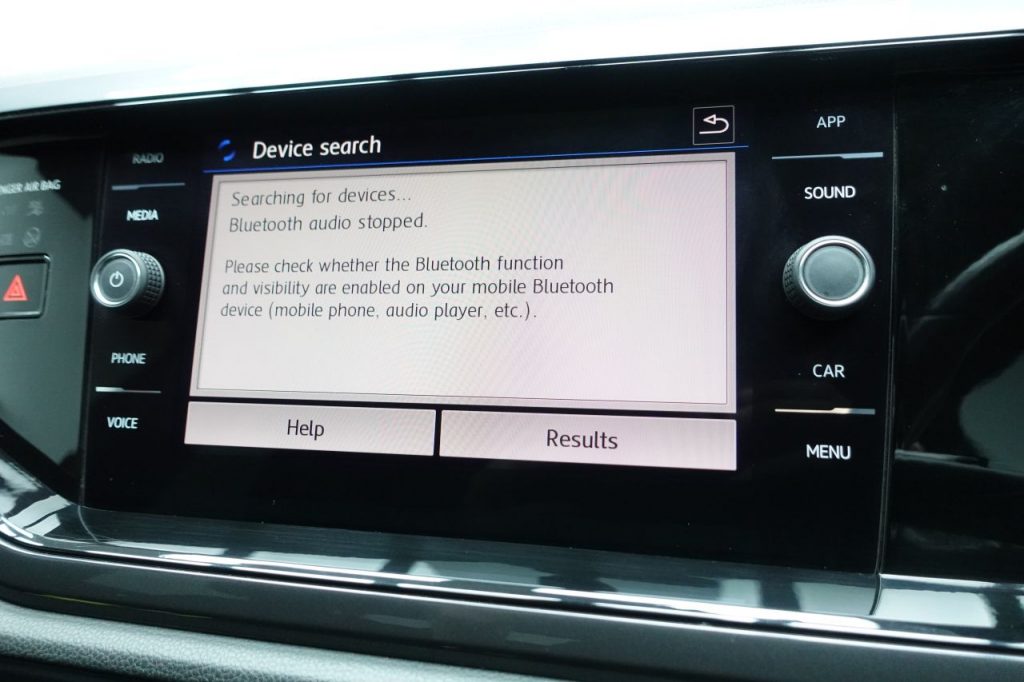 Device search
Searching for devices...
Bluetooth audio stopped.
Please check whether the Bluetooth function
and visibility are enabled on your mobile Bluetooth
device (mobile phone, audio player, etc.).
Help
Results
RADIO
MEDIA
PHONE
VOICE
APP
SOUND
CAR
MENU
AIR BAG